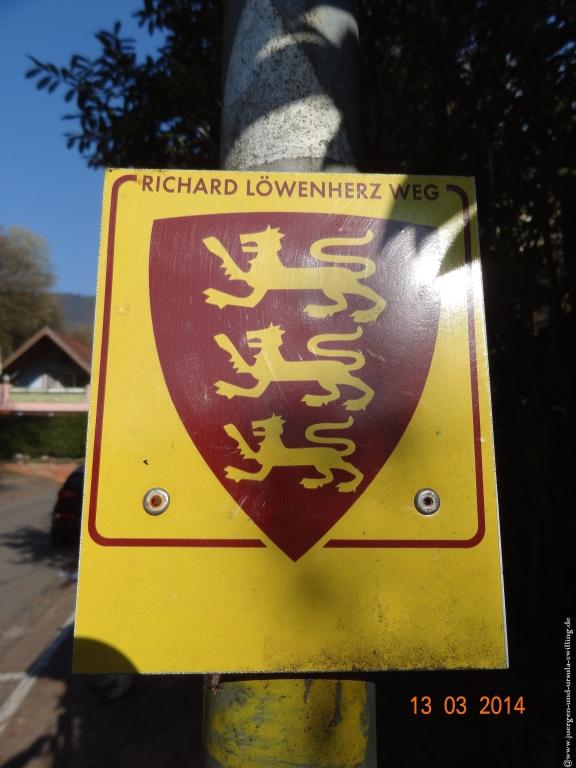 RICHARD LÖWENHERZ WEG
13 03 2014
@www.juergen-und-ursula-zwilling.de